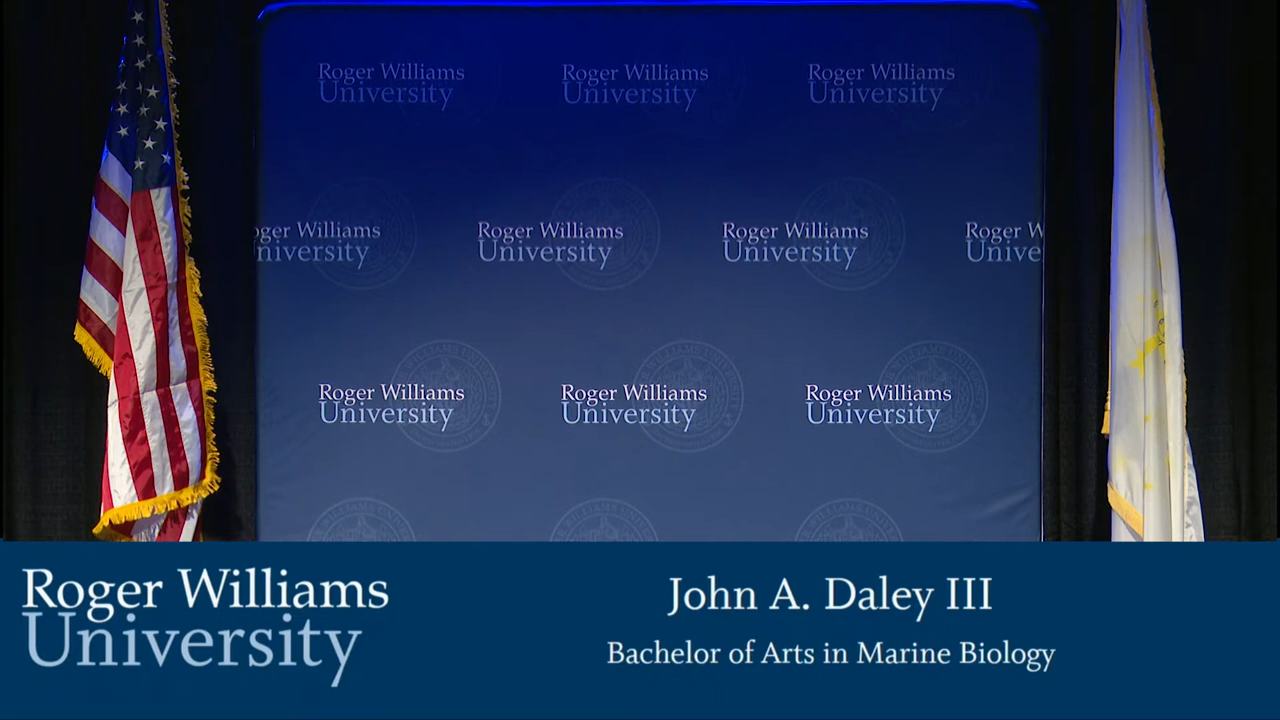 Roger Williams
University
Roger Williams
University
Roger Williams
University
oger Williams
niversity
Roger Williams
University
Roger Williams
University
Roger W
Unive
Roger Williams
University
Roger Williams
University
Roger Williams
University
Roger Williams
University
John A. Daley III
Bachelor of Arts in Marine Biology